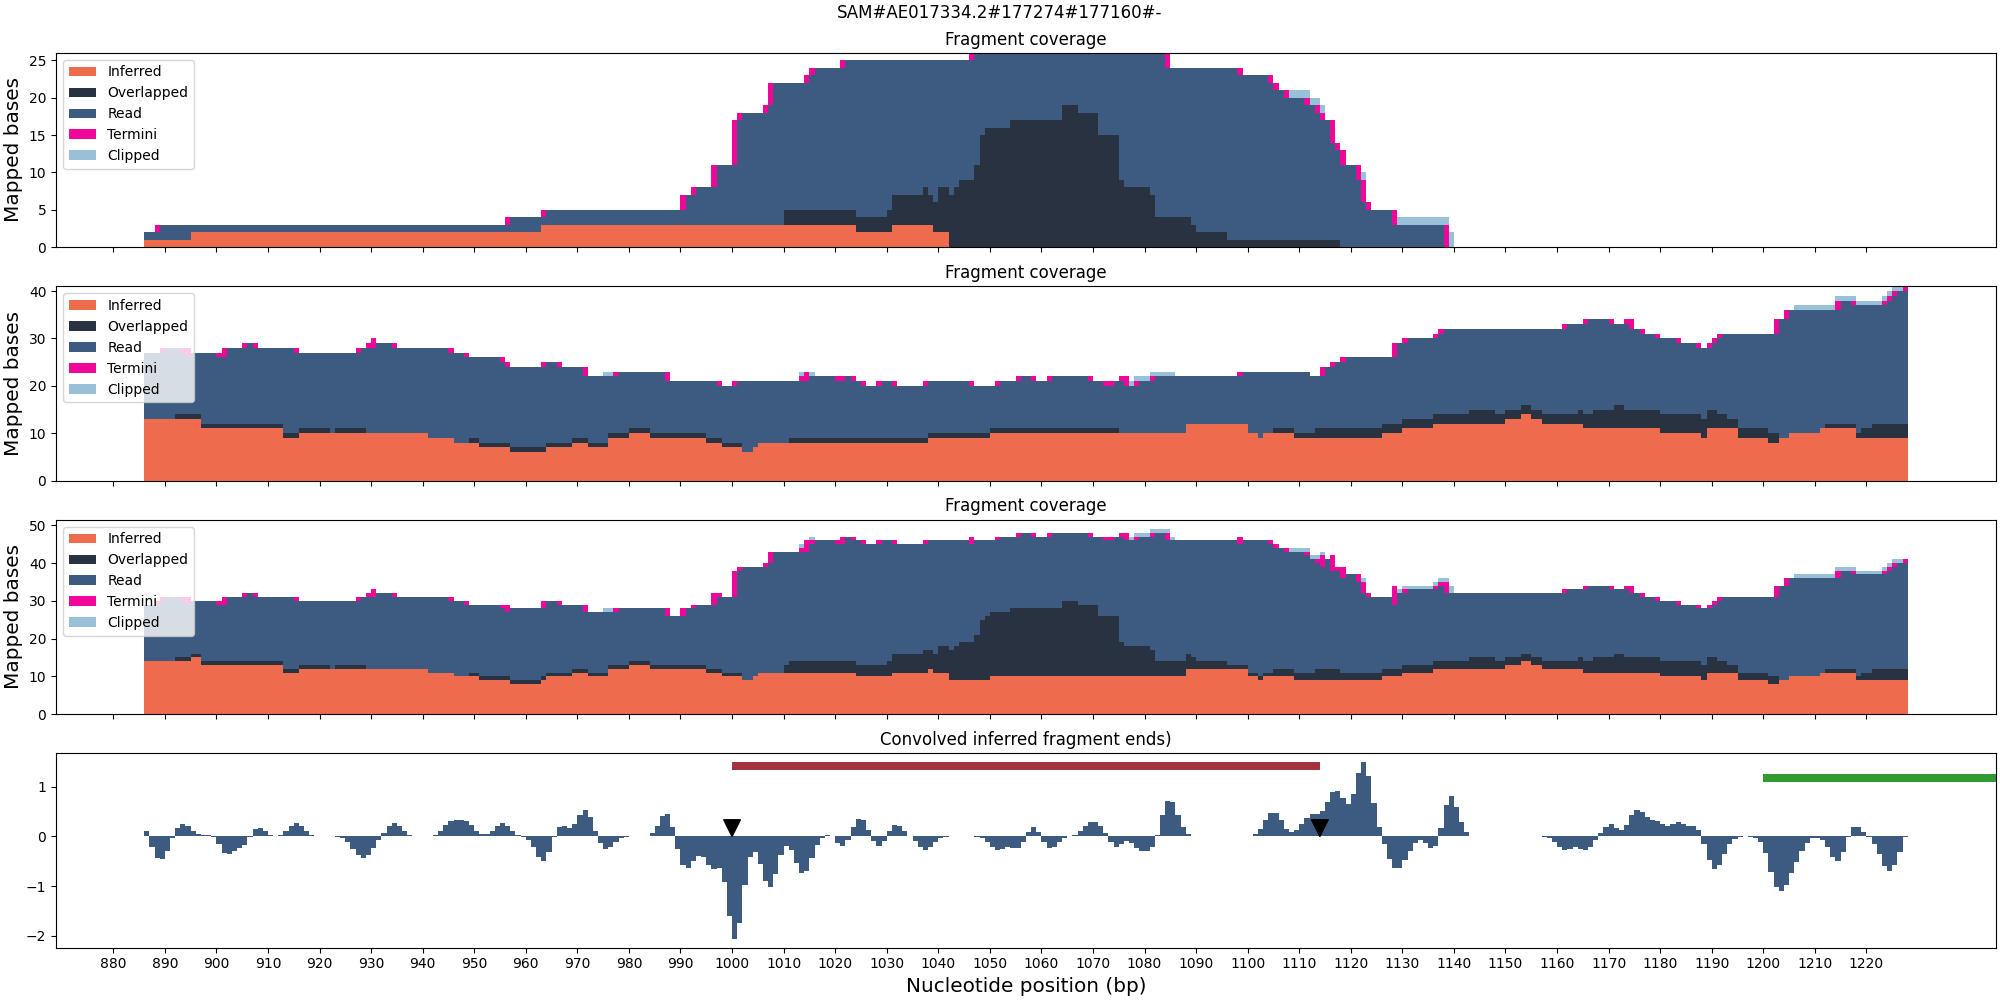 SAM#AE017334.2#177274#177160#-
Fragment coverage
Mapped bases
25
20
15
10
5
0
Inferred
Overlapped
Read
Termini
Clipped
Fragment coverage
Mapped bases
40
30
20
10
0
Inferred
Overlapped
Read
Termini
Clipped
Fragment coverage
Mapped bases
50
40
30
20
10
0
Inferred
Overlapped
Read
Termini
Clipped
Convolved inferred fragment ends)
1
0
−1
−2
880 890 900 910 920 930 940 950 960 970 980 990 1000 1010 1020 1030 1040 1050 1060 1070 1080 1090 1100 1110 1120 1130 1140 1150 1160 1170 1180 1190 1200 1210 1220
Nucleotide position (bp)